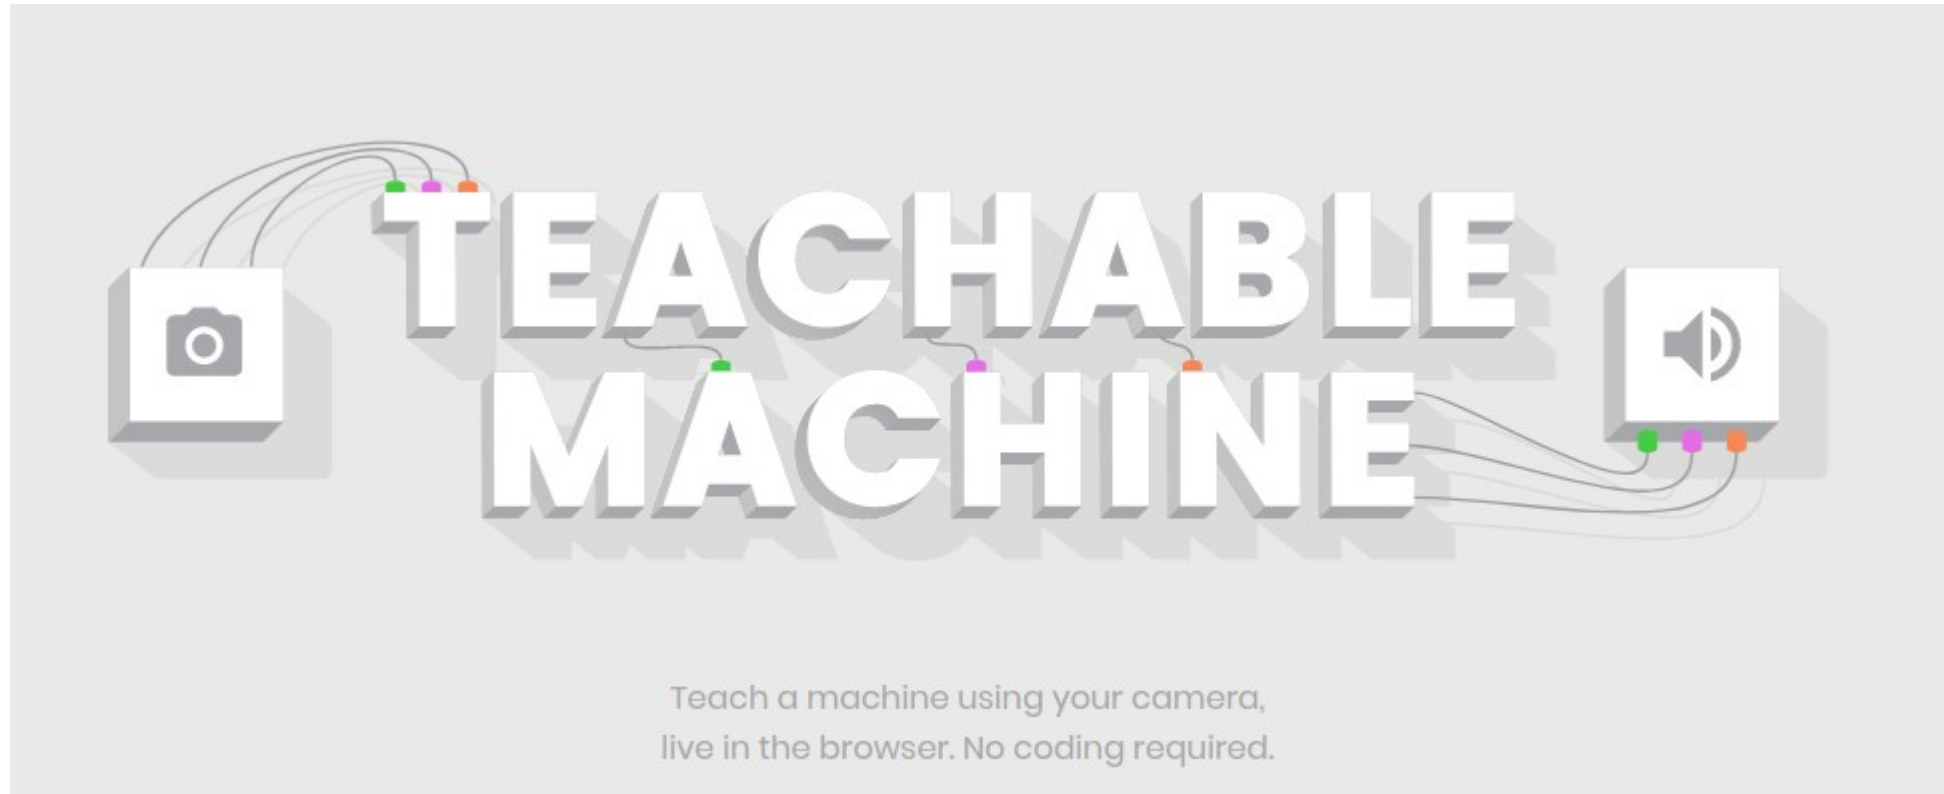 TEACHABLE
MACHINE
Teach a machine using your camera,
live in the browser. No coding required.